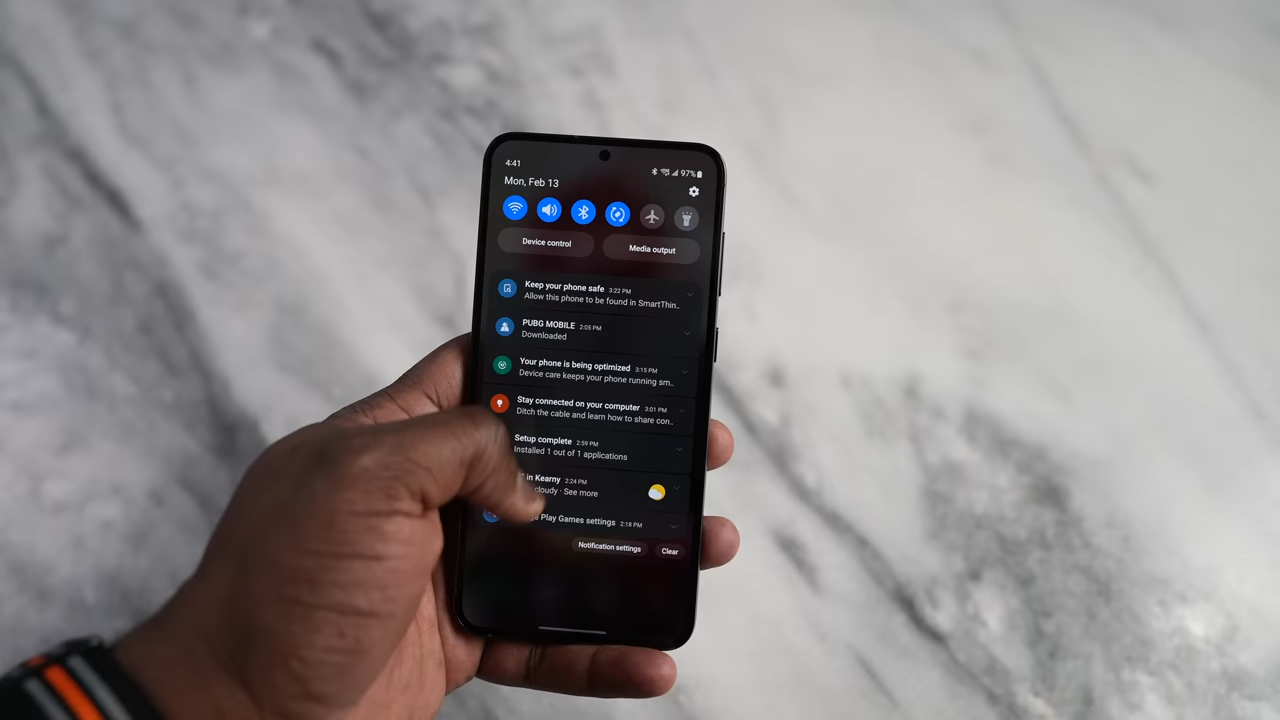 4:41
97%
Mon, Feb 13
Device control
Media output
Keep your phone safe 3:22 PM
Allow this phone to be found in SmartThin..
PUBG MOBILE 2:05 PM
Downloaded
Your phone is being optimized 3:15 PM
Device care keeps your phone running sm..
Stay connected on your computer 3:01 PM
Ditch the cable and learn how to share con..
Setup complete 2:59 PM
Installed 1 out of 1 applications
in Kearny 2:24 PM
cloudy · See more
Play Games settings 2:18 PM
Notification settings
Clear